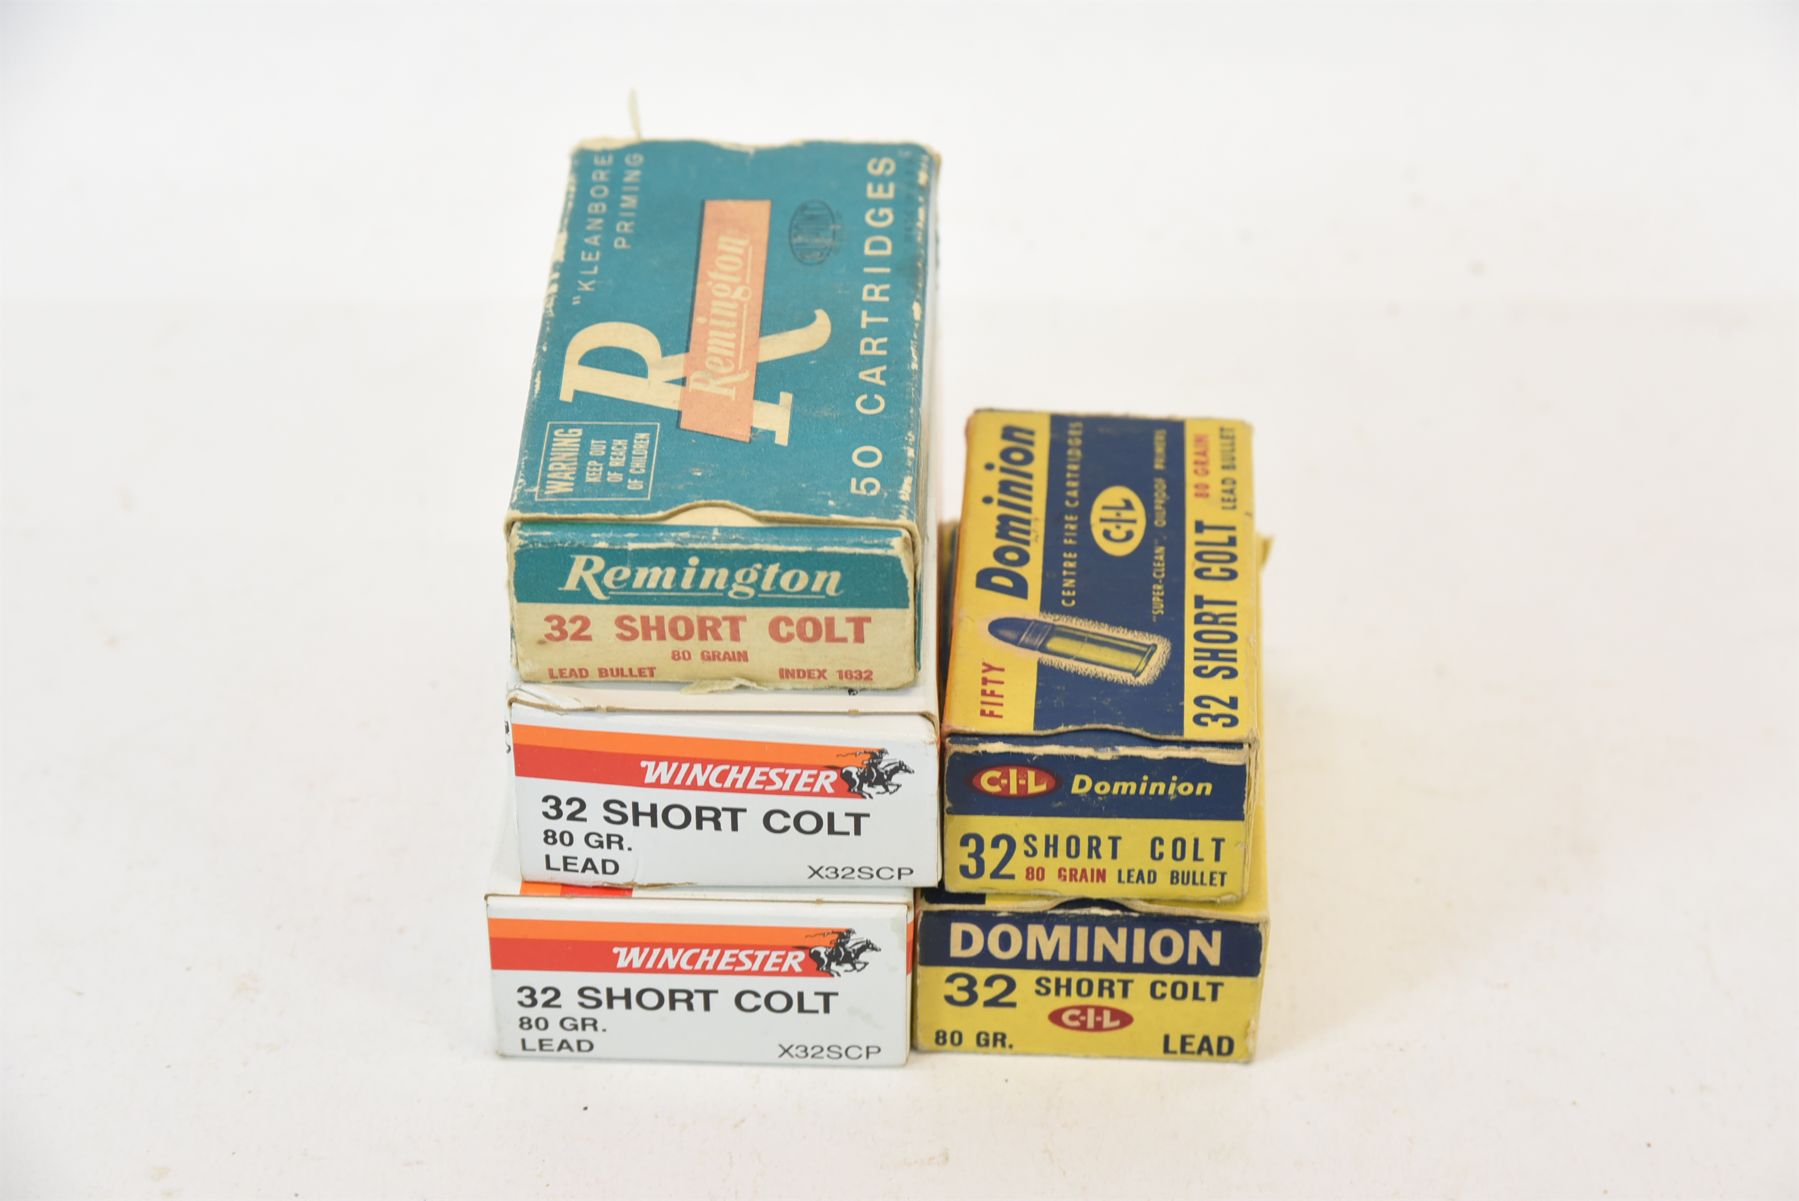 "KLEANBORE
PRIMING
R
Remington
DUPONT
50 CARTRIDGES
WARNING
KEEP OUT
OF REACH
OF CHILDREN
Remington
32 SHORT COLT
80 GRAIN
LEAD BULLET INDEX 1632
WINCHESTER
32 SHORT COLT
80 GR.
LEAD X32SCP
WINCHESTER
32 SHORT COLT
80 GR.
LEAD X32SCP
FIFTY Dominion
CENTRE FIRE CARTRIDGES
C-I-L
"SUPER-CLEAN", OILPROOF PRIMERS
80 GRAIN
32 SHORT COLT LEAD BULLET
C-I-L Dominion
32 SHORT COLT
80 GRAIN LEAD BULLET
DOMINION
32 SHORT COLT
C-I-L
80 GR. LEAD